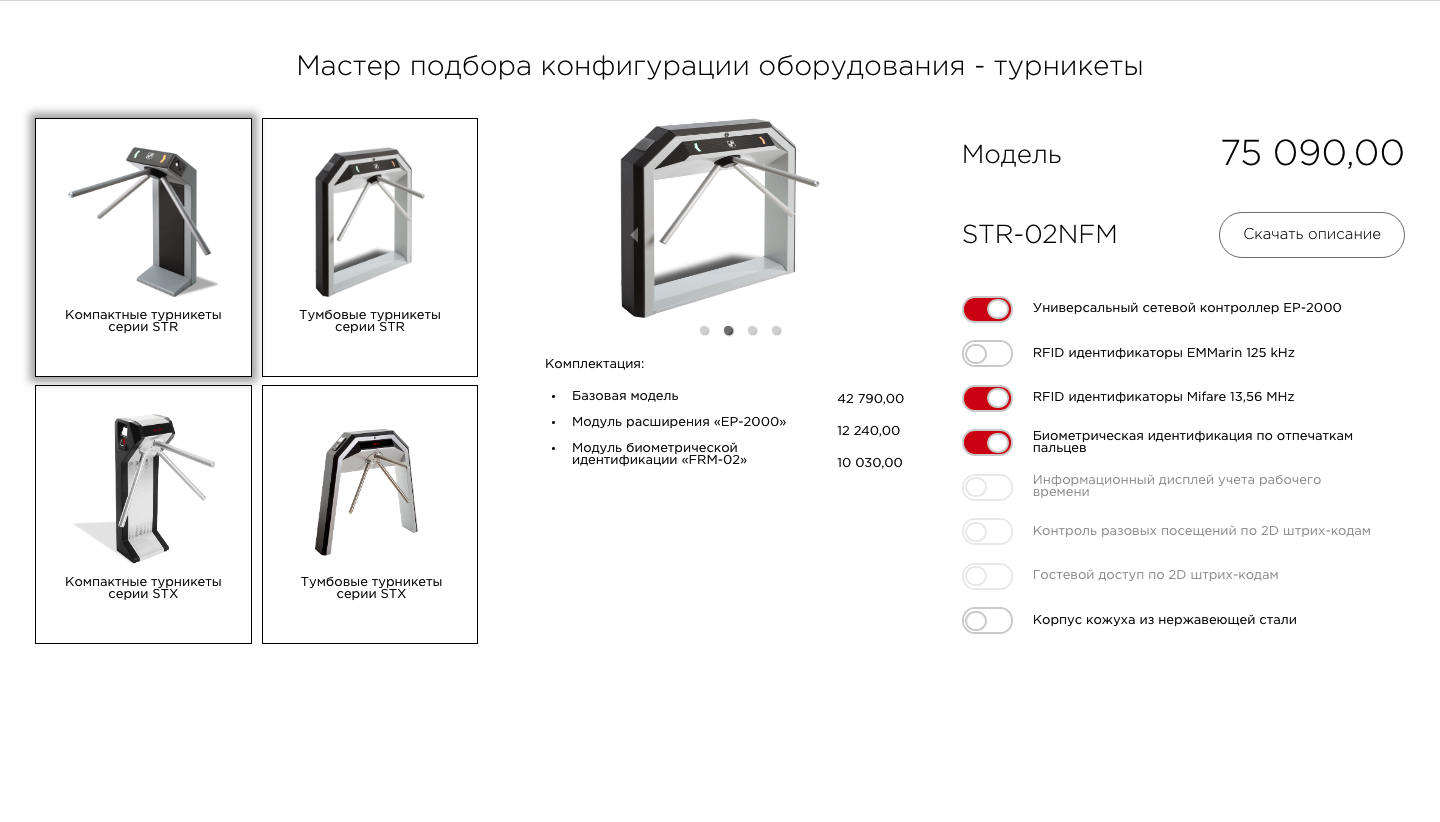 Мастер подбора конфигурации оборудования - турникеты
Компактные турникеты
серии STR
Тумбовые турникеты
серии STR
Компактные турникеты
серии STX
Тумбовые турникеты
серии STX
Комплектация:
• Базовая модель 42 790,00
• Модуль расширения «EP-2000» 12 240,00
• Модуль биометрической
идентификации «FRM-02» 10 030,00
Модель 75 090,00
STR-02NFM Скачать описание
Универсальный сетевой контроллер EP-2000
RFID идентификаторы EMMarin 125 kHz
RFID идентификаторы Mifare 13,56 MHz
Биометрическая идентификация по отпечаткам
пальцев
Информационный дисплей учета рабочего
времени
Контроль разовых посещений по 2D штрих-кодам
Гостевой доступ по 2D штрих-кодам
Корпус кожуха из нержавеющей стали